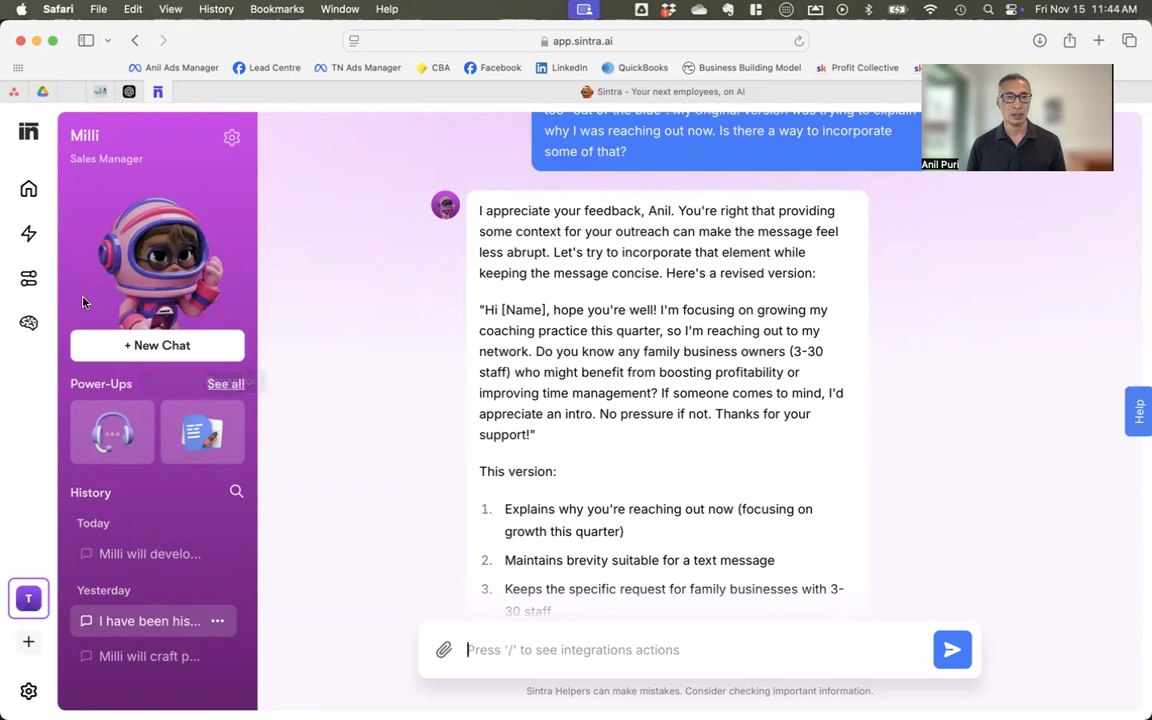 Safari File Edit View History Bookmarks Window Help Fri Nov 15 11:44 AM
app.sintra.ai
Anil Ads Manager Lead Centre TN Ads Manager CBA Facebook LinkedIn QuickBooks Business Building Model Profit Collective
Sintra - Your next employees, on AI
Anil Puri
Milli
Sales Manager
+ New Chat
Power-Ups See all
History
Today
Milli will develo...
Yesterday
I have been his...
Milli will craft p...
T
why I was reaching out now. Is there a way to incorporate
some of that?
I appreciate your feedback, Anil. You're right that providing
some context for your outreach can make the message feel
less abrupt. Let's try to incorporate that element while
keeping the message concise. Here's a revised version:
"Hi [Name], hope you're well! I'm focusing on growing my
coaching practice this quarter, so I'm reaching out to my
network. Do you know any family business owners (3-30
staff) who might benefit from boosting profitability or
improving time management? If someone comes to mind, I'd
appreciate an intro. No pressure if not. Thanks for your
support!"
This version:
1. Explains why you're reaching out now (focusing on
growth this quarter)
2. Maintains brevity suitable for a text message
3. Keeps the specific request for family businesses with 3-
30 staff
Press '/' to see integrations actions
Sintra Helpers can make mistakes. Consider checking important information.
Help